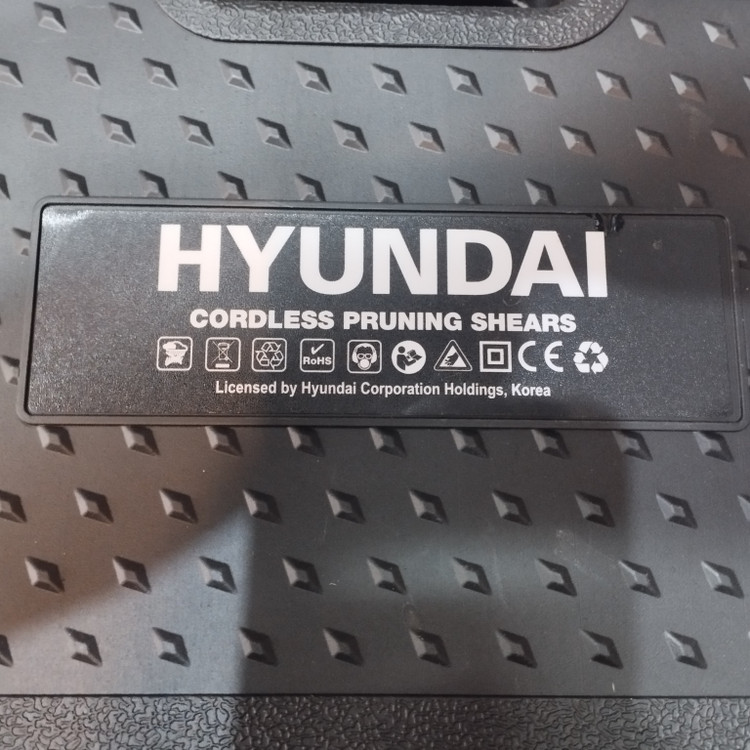 HYUNDAI
CORDLESS PRUNING SHEARS
RoHS CE
Licensed by Hyundai Corporation Holdings, Korea